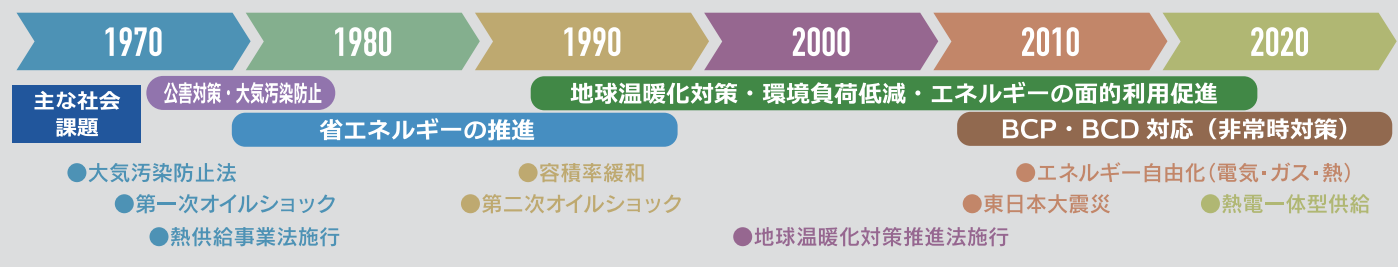 1970
1980
1990
2000
2010
2020
主な社会
課題
公害対策・大気汚染防止
地球温暖化対策・環境負荷低減・エネルギーの面的利用促進
省エネルギーの推進
BCP・BCD 対応（非常時対策）
●大気汚染防止法
●容積率緩和
●エネルギー自由化（電気・ガス・熱）
●第一次オイルショック
●第二次オイルショック
●東日本大震災
●熱電一体型供給
●熱供給事業法施行
●地球温暖化対策推進法施行